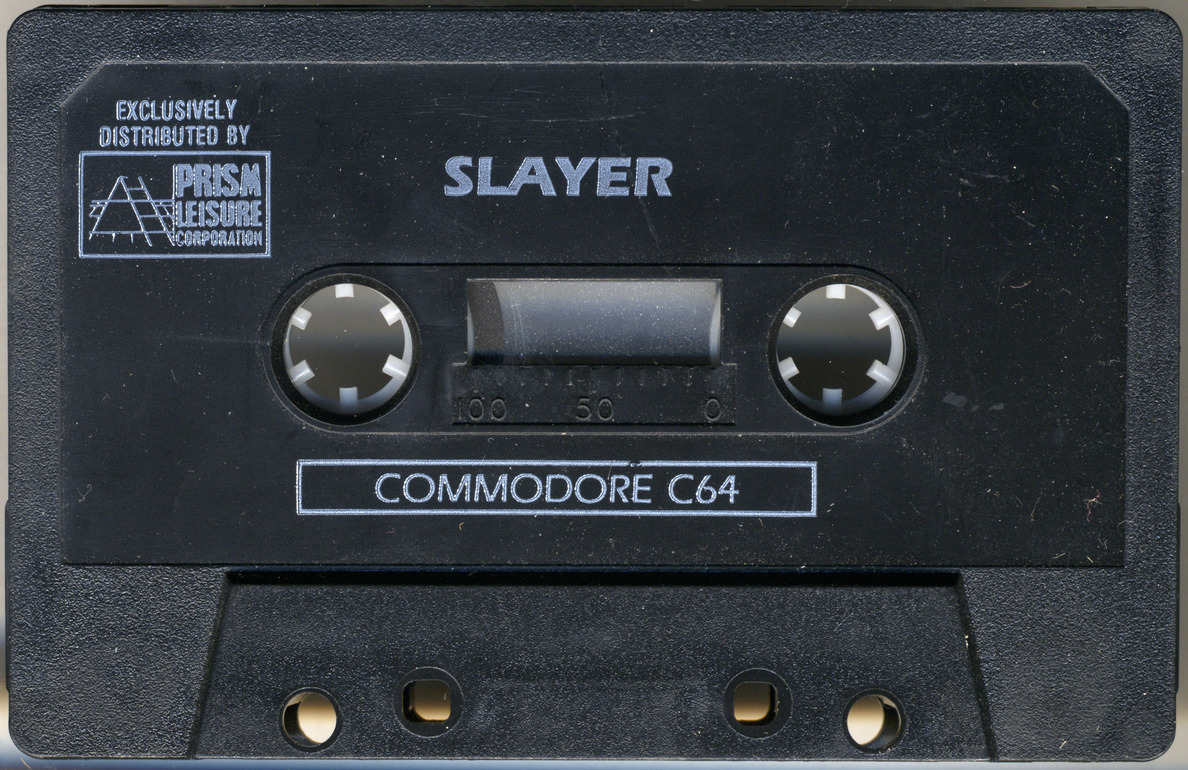 EXCLUSIVELY
DISTRIBUTED BY
PRISM
LEISURE
CORPORATION
SLAYER
100 50 0
COMMODORE C64